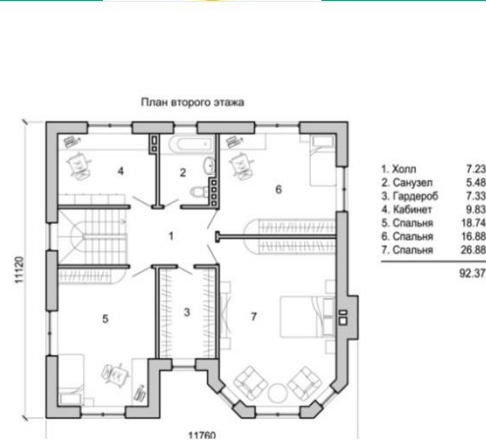 План второго этажа
1. Холл 7.23
2. Санузел 5.48
3. Гардероб 7.33
4. Кабинет 9.83
5. Спальня 18.74
6. Спальня 16.88
7. Спальня 26.88
92.37
4
2
6
1
5
3
7
11120
11760